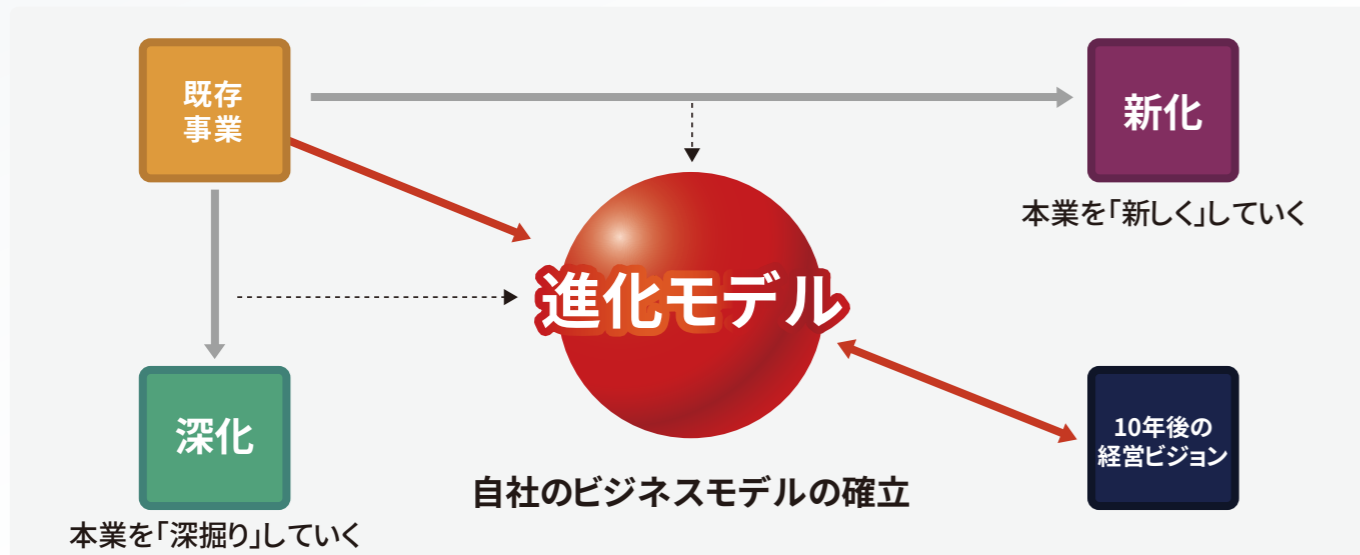 既存
事業
新化
本業を「新しく」していく
進化モデル
深化
本業を「深掘り」していく
自社のビジネスモデルの確立
10年後の
経営ビジョン